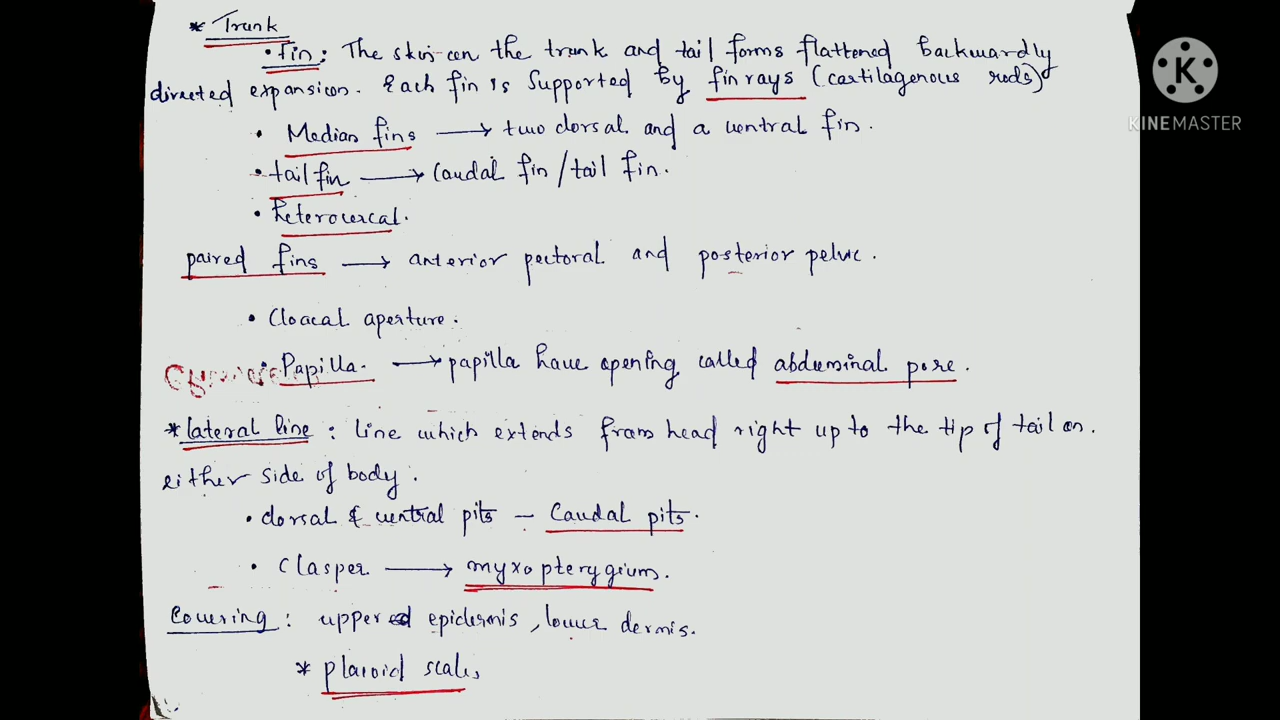 * Trunk
• Fin: The skin on the trunk and tail forms flattened backwardly
directed expansion. Each fin is supported by fin rays (cartilagenous rods)
• Median fins → two dorsal and a ventral fin.
• tail fin → Caudal fin/tail fin.
• Heterocercal.
paired fins → anterior pectoral and posterior pelvic.
• Cloacal aperture.
• Papilla. → papilla have opening called abdominal pore.
* lateral line: line which extends from head right up to the tip of tail on
either side of body.
• dorsal & ventral pits - Caudal pits.
• Clasper → myxopterygium.
Covering: upper epidermis, lower dermis.
* placoid scales
K
KINEMASTER